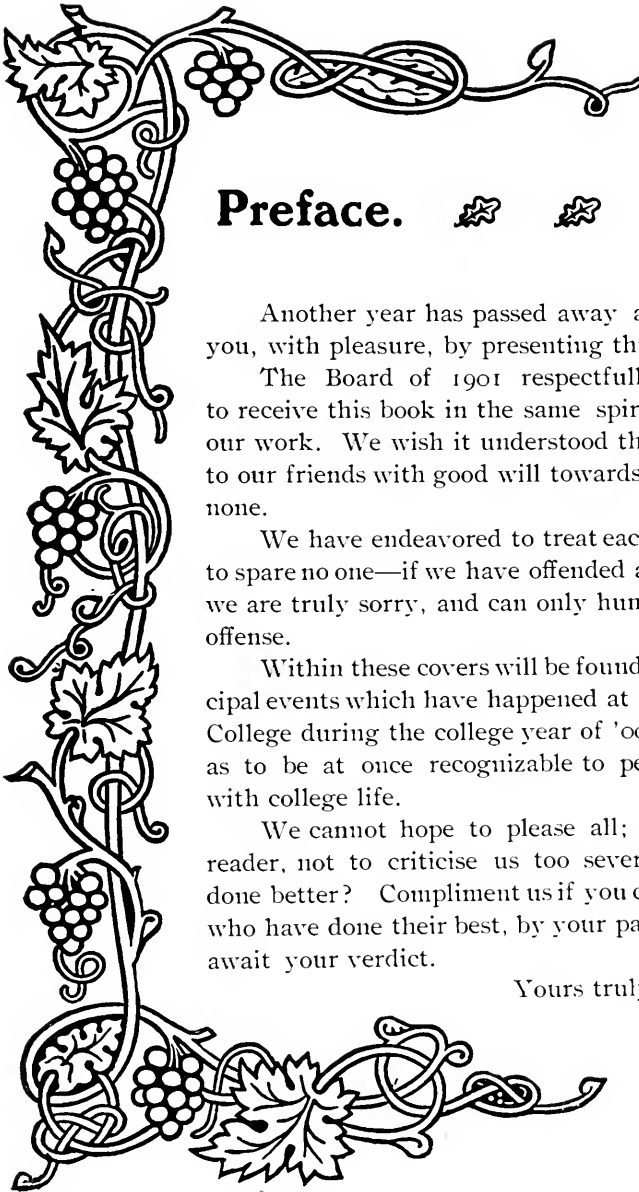 Preface.
Another year has passed away a
you, with pleasure, by presenting thi
The Board of 1901 respectfull
to receive this book in the same spir
our work. We wish it understood th
to our friends with good will towards
none.
We have endeavored to treat eac
to spare no one—if we have offended a
we are truly sorry, and can only hum
offense.
Within these covers will be found
cipal events which have happened at
College during the college year of '00
as to be at once recognizable to pe
with college life.
We cannot hope to please all;
reader, not to criticise us too sever
done better? Compliment us if you c
who have done their best, by your pa
await your verdict.
Yours truly